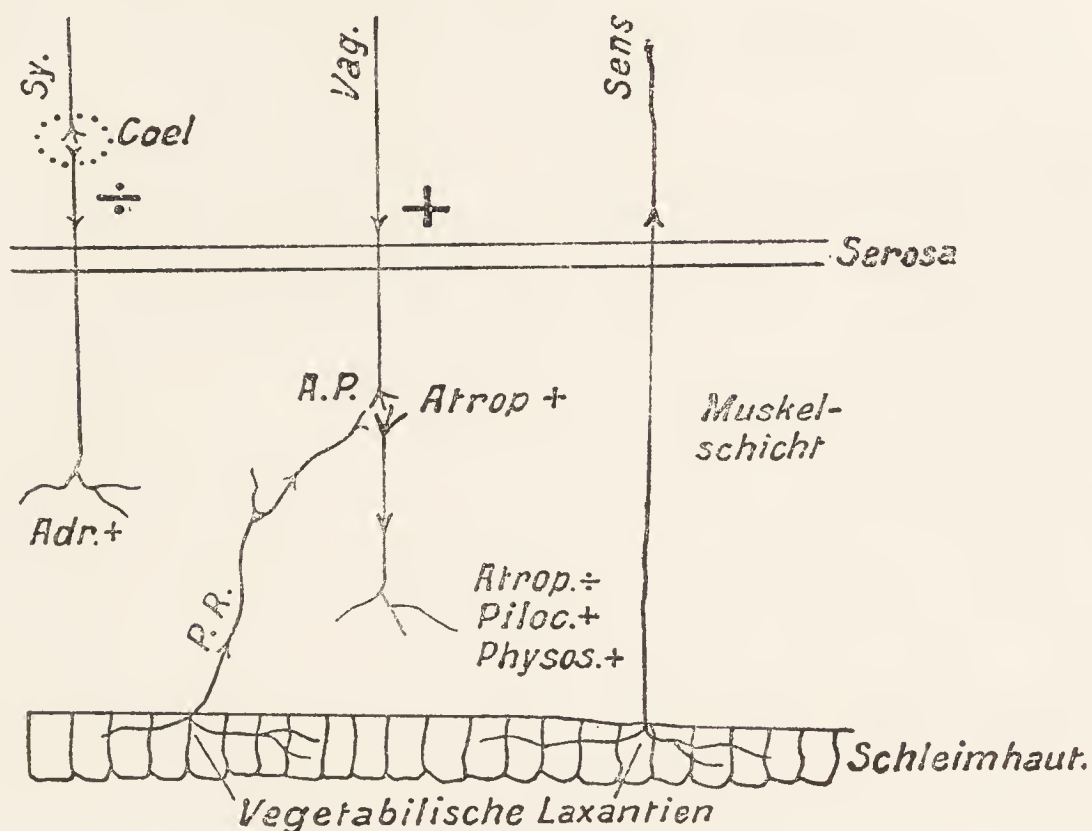 Sy.
Vag.
Sens
Coel
÷
+
Serosa
A.P.
Atrop +
Muskel-
schicht
Adr.+
P.R.
Atrop.÷
Piloc.+
Physos.+
Schleimhaut.
Vegetabilische Laxantien